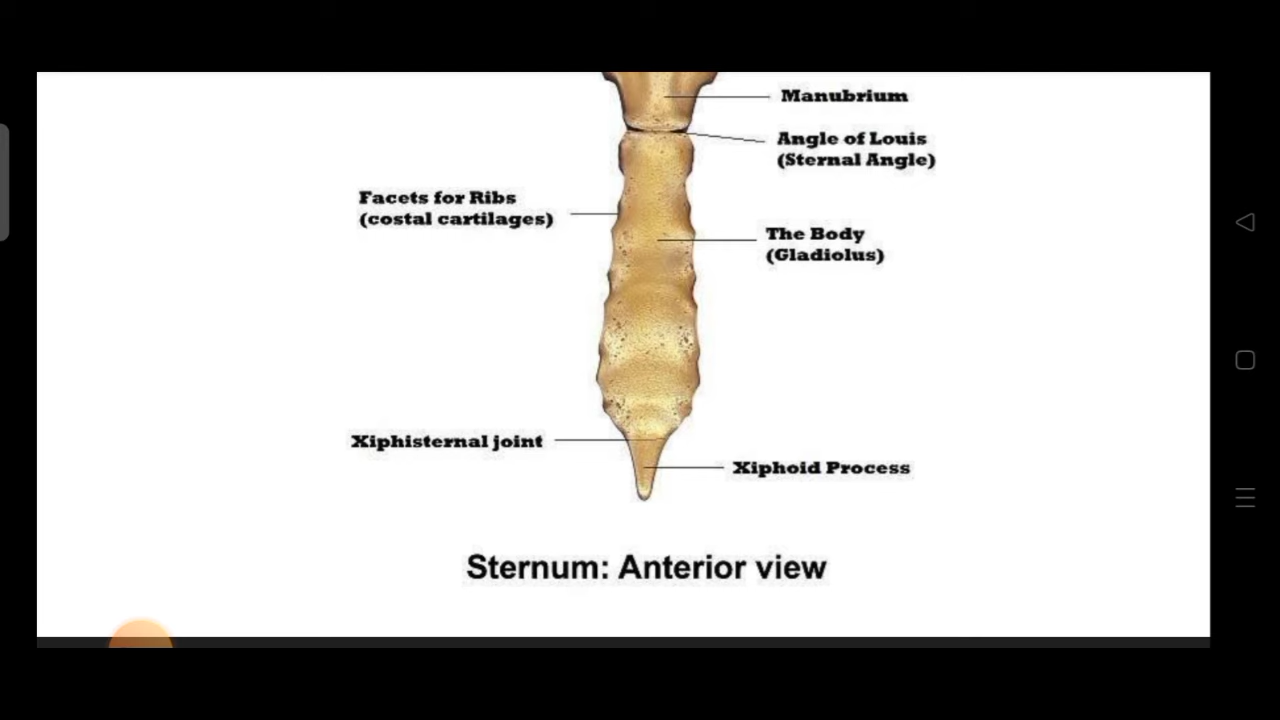 Manubrium
Angle of Louis
(Sternal Angle)
Facets for Ribs
(costal cartilages)
The Body
(Gladiolus)
Xiphisternal joint
Xiphoid Process
Sternum: Anterior view